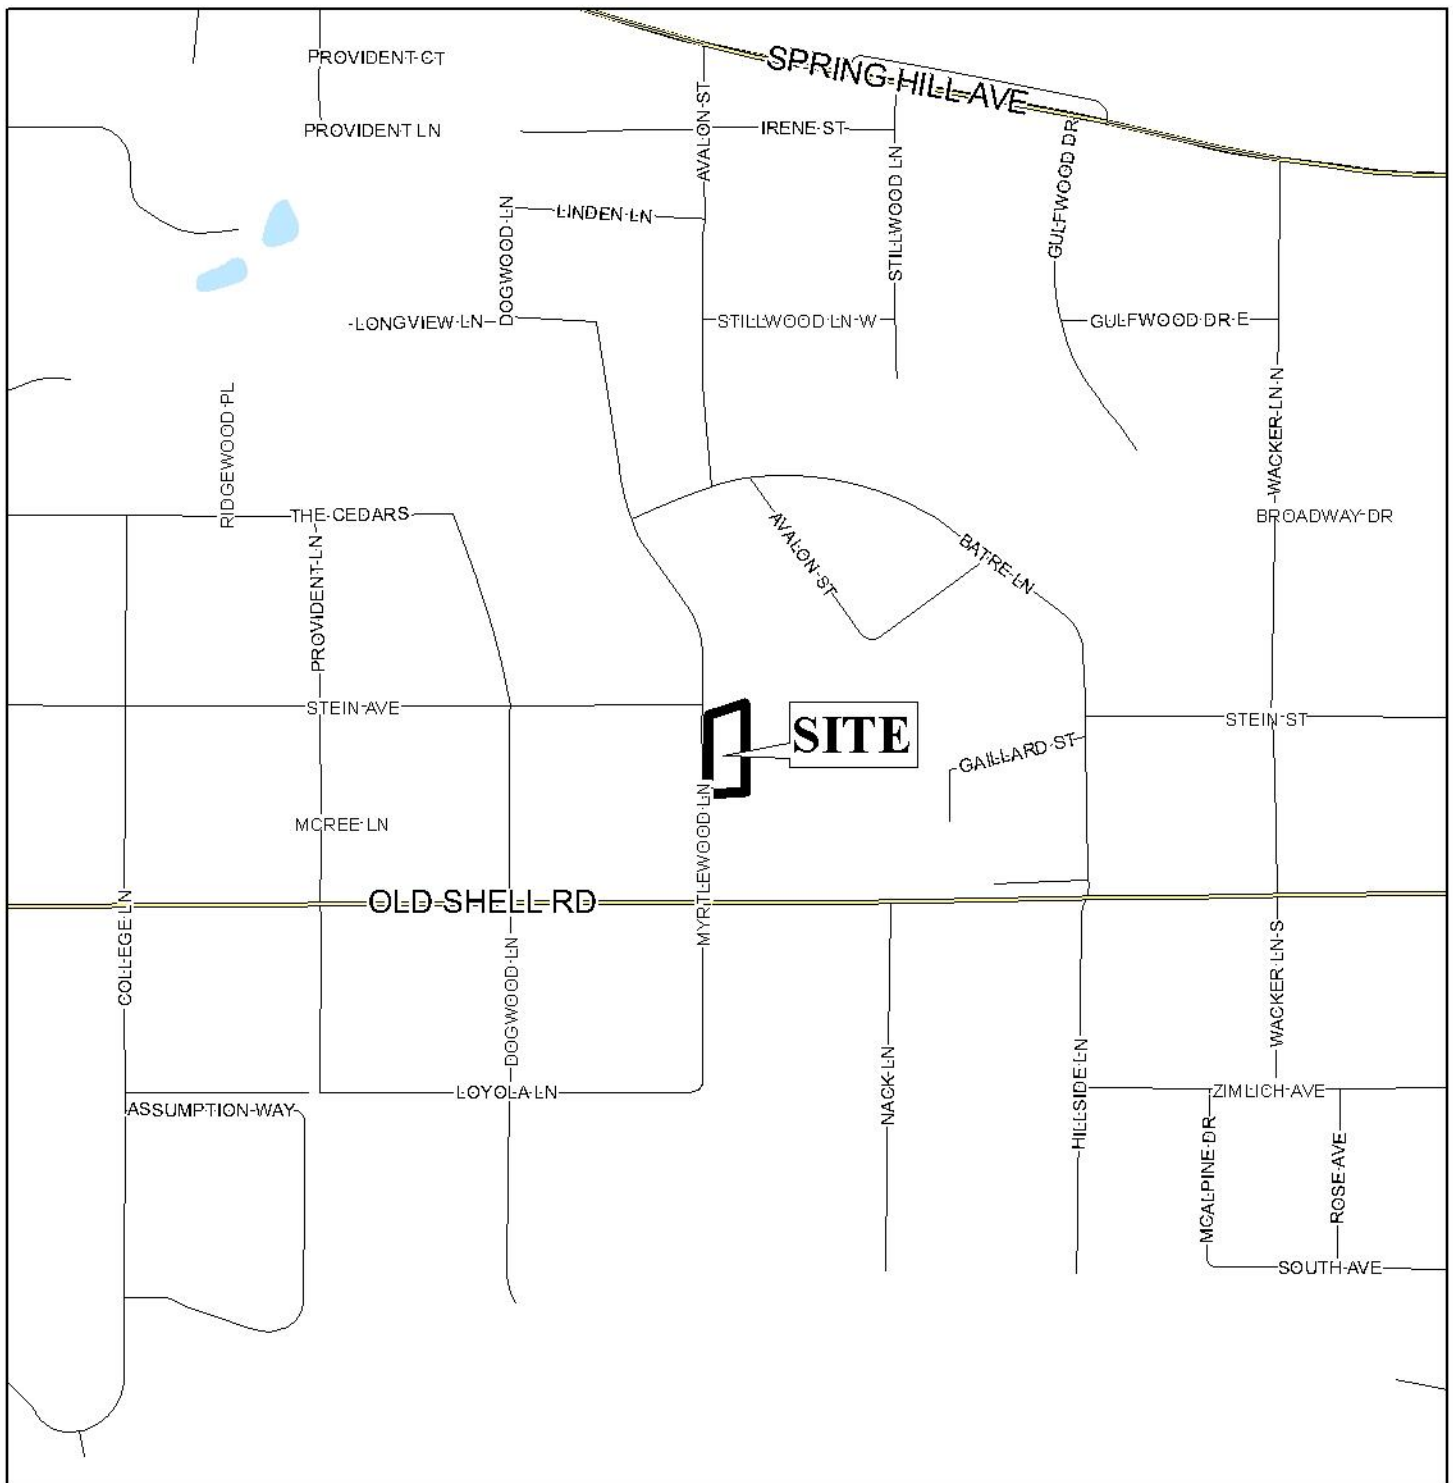 PROVIDENT CT
SPRING HILL AVE
PROVIDENT LN
AVALON ST
IRENE ST
STILLWOOD LN
GULFWOOD DR
DOGWOOD LN
LINDEN LN
LONGVIEW LN
STILLWOOD LN W
GULFWOOD DR E
RIDGEWOOD PL
WACKER LN N
THE CEDARS
BROADWAY DR
PROVIDENT LN
AVALON ST
BATRE LN
STEIN AVE
SITE
STEIN ST
GAILLARD ST
MCREE LN
MYRTLEWOOD LN
OLD SHELL RD
COLLEGE LN
DOGWOOD LN
WACKER LN S
NACK LN
HILLSIDE LN
LOYOLA LN
ZIMLICH AVE
ASSUMPTION WAY
MCALPINE DR
ROSE AVE
SOUTH AVE